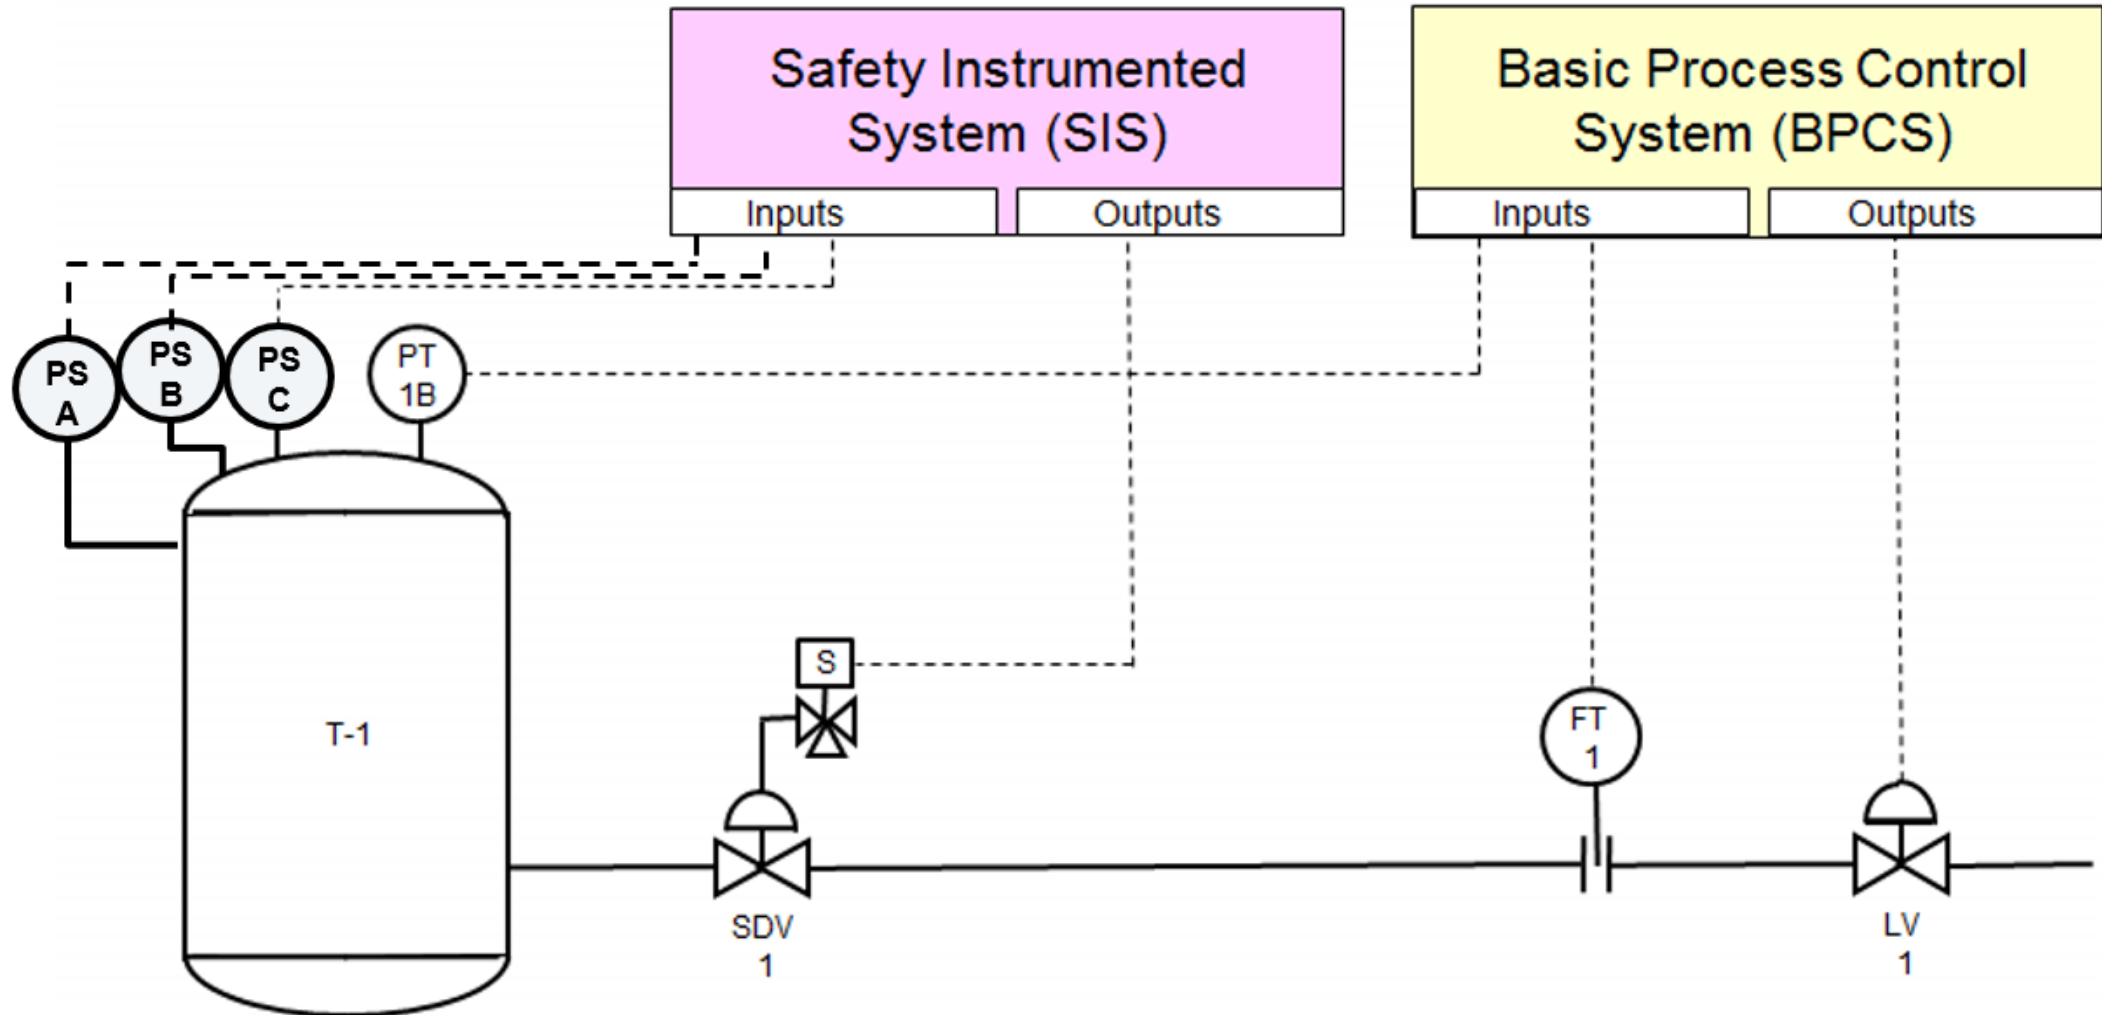 Safety Instrumented
System (SIS)
Inputs
Outputs
Basic Process Control
System (BPCS)
Inputs
Outputs
PS
A
PS
B
PS
C
PT
1B
T-1
S
SDV
1
FT
1
LV
1